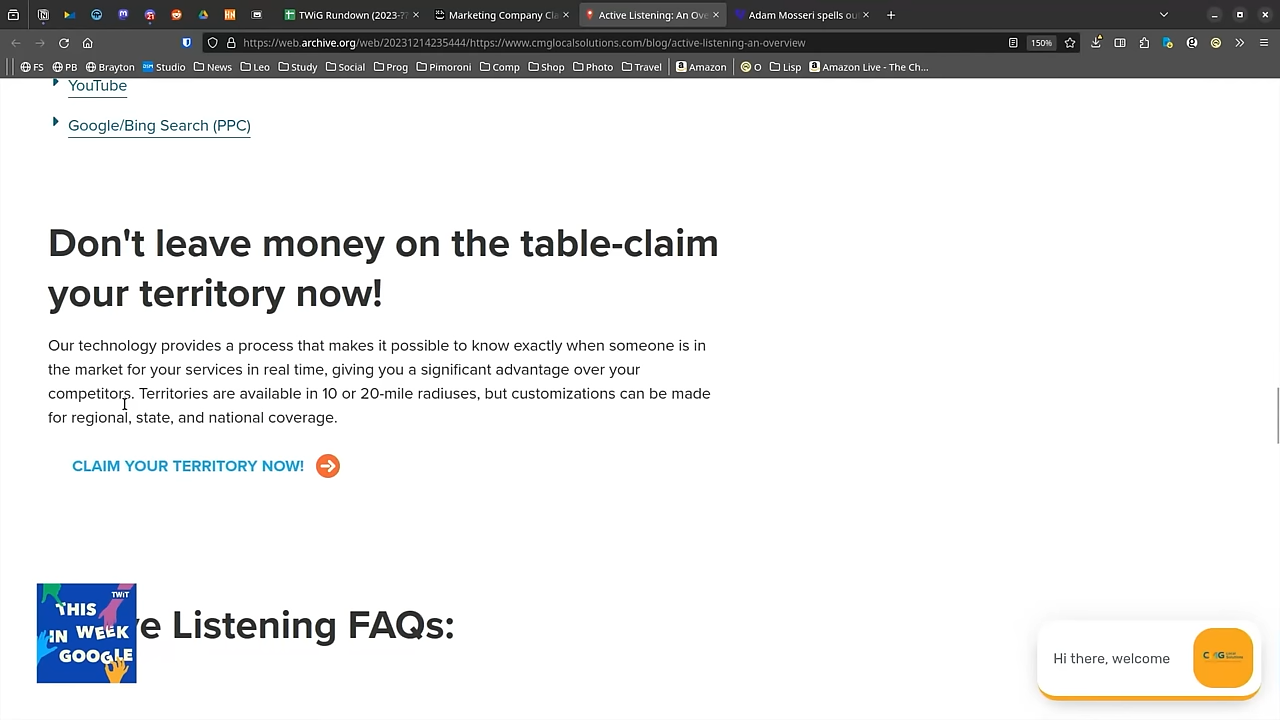 TWiG Rundown (2023-??
Marketing Company Cla
Active Listening: An Ove
Adam Mosseri spells ou
https://web.archive.org/web/20231214235444/https://www.cmglocalsolutions.com/blog/active-listening-an-overview
150%
FS PB Brayton Studio News Leo Study Social Prog Pimoroni Comp Shop Photo Travel Amazon O Lisp Amazon Live - The Ch...
YouTube
Google/Bing Search (PPC)
Don't leave money on the table-claim
your territory now!
Our technology provides a process that makes it possible to know exactly when someone is in
the market for your services in real time, giving you a significant advantage over your
competitors. Territories are available in 10 or 20-mile radiuses, but customizations can be made
for regional, state, and national coverage.
CLAIM YOUR TERRITORY NOW!
ve Listening FAQs:
TWiT
THIS
IN WEEK
GOOGLE
Hi there, welcome
CMG